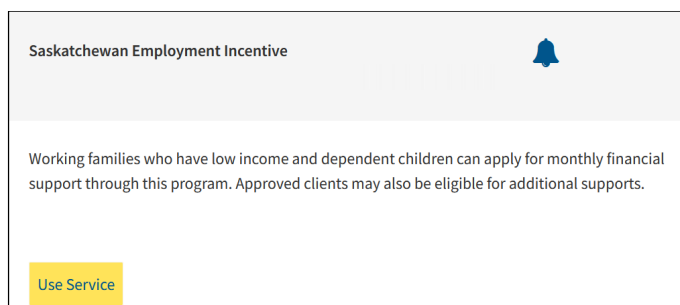 Saskatchewan Employment Incentive
Working families who have low income and dependent children can apply for monthly financial
support through this program. Approved clients may also be eligible for additional supports.
Use Service